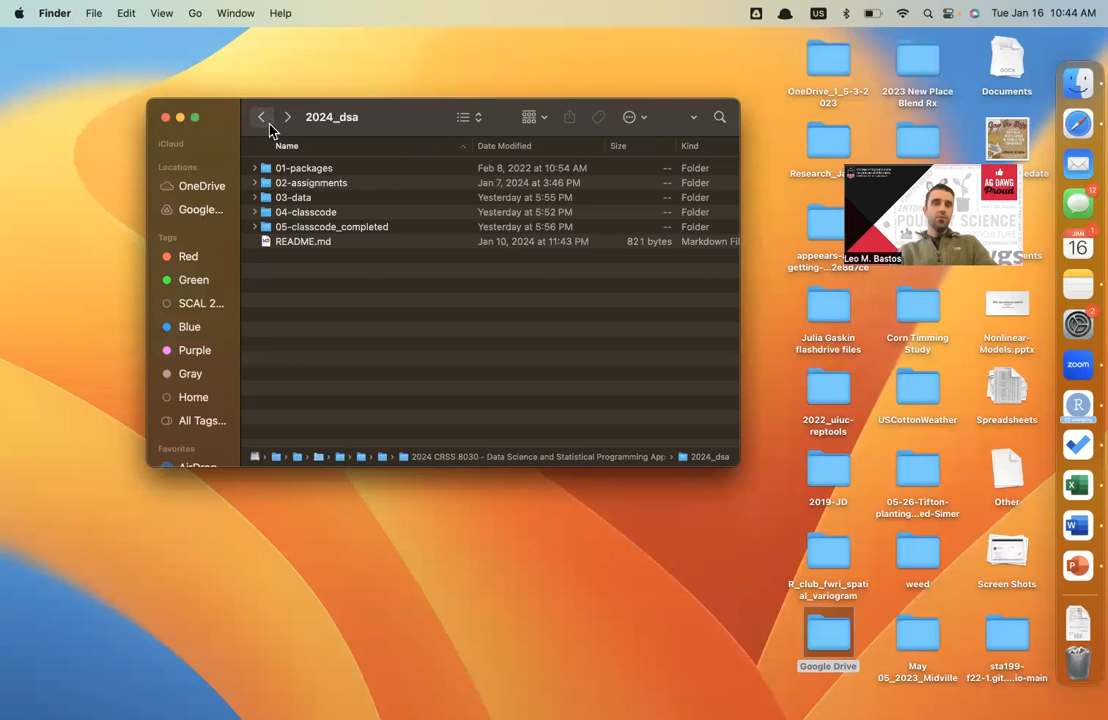 Finder File Edit View Go Window Help
US
Tue Jan 16 10:44 AM
2024_dsa
iCloud
Locations
OneDrive
Google...
Tags
Red
Green
SCAL 2...
Blue
Purple
Gray
Home
All Tags...
Favorites
Name Date Modified Size Kind
01-packages Feb 8, 2022 at 10:54 AM -- Folder
02-assignments Jan 7, 2024 at 3:46 PM -- Folder
03-data Yesterday at 5:55 PM -- Folder
04-classcode Yesterday at 5:52 PM -- Folder
05-classcode_completed Yesterday at 5:56 PM -- Folder
README.md Jan 10, 2024 at 11:43 PM 821 bytes Markdown Fil
2024 CRSS 8030 - Data Science and Statistical Programming App › 2024_dsa
OneDrive_1_5-3-2
023
2023 New Place
Blend Rx
Documents
AG DAWG
Proud
Leo M. Bastos
Julia Gaskin
flashdrive files
Corn Timming
Study
Nonlinear-
Models.pptx
2022_uiuc-
reptools
USCottonWeather
Spreadsheets
2019-JD
05-26-Tifton-
planting...ed-Simer
Other
R_club_fwri_spati
al_variogram
weed
Screen Shots
Google Drive
May
05_2023_Midville
sta199-
f22-1.git....io-main
12
JAN
16
1
2
zoom